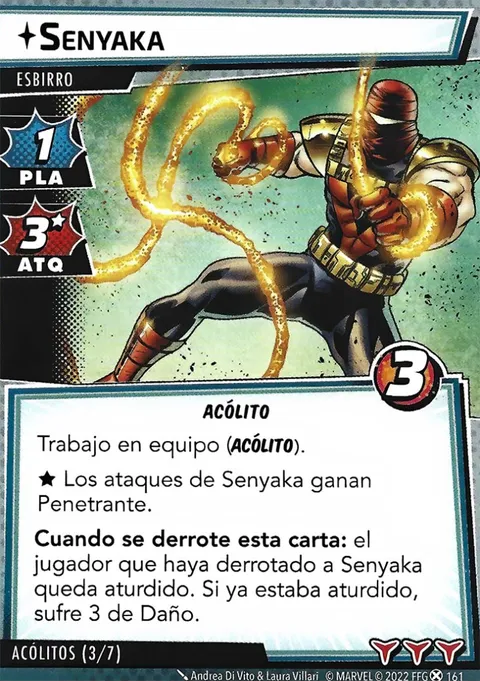 SENYAKA
ESBIRRO
1
PLA
3★
ATQ
3
ACÓLITO
Trabajo en equipo (ACÓLITO).
★ Los ataques de Senyaka ganan
Penetrante.
Cuando se derrote esta carta: el
jugador que haya derrotado a Senyaka
queda aturdido. Si ya estaba aturdido,
sufre 3 de Daño.
ACÓLITOS (3/7)
Andrea Di Vito & Laura Villari © MARVEL © 2022 FFG 161